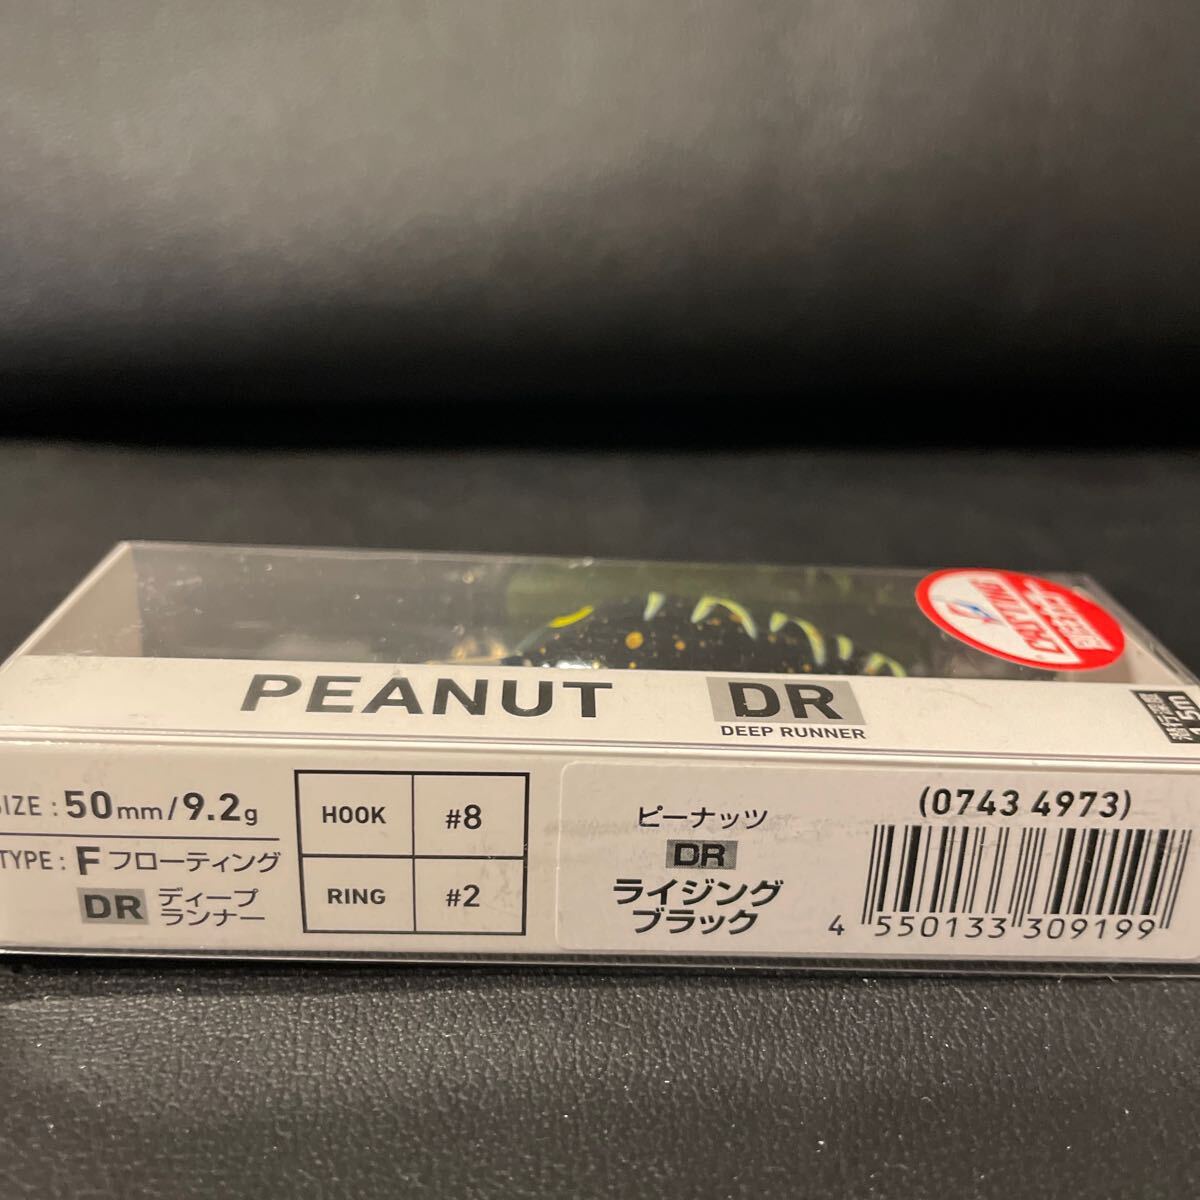 PEANUT DR
DEEP RUNNER
1.5m
SIZE : 50mm/9.2g
TYPE : F フローティング
DR ディープ
ランナー
HOOK #8
RING #2
ピーナッツ
DR
ライジング
ブラック
(0743 4973)
4 550133 309199